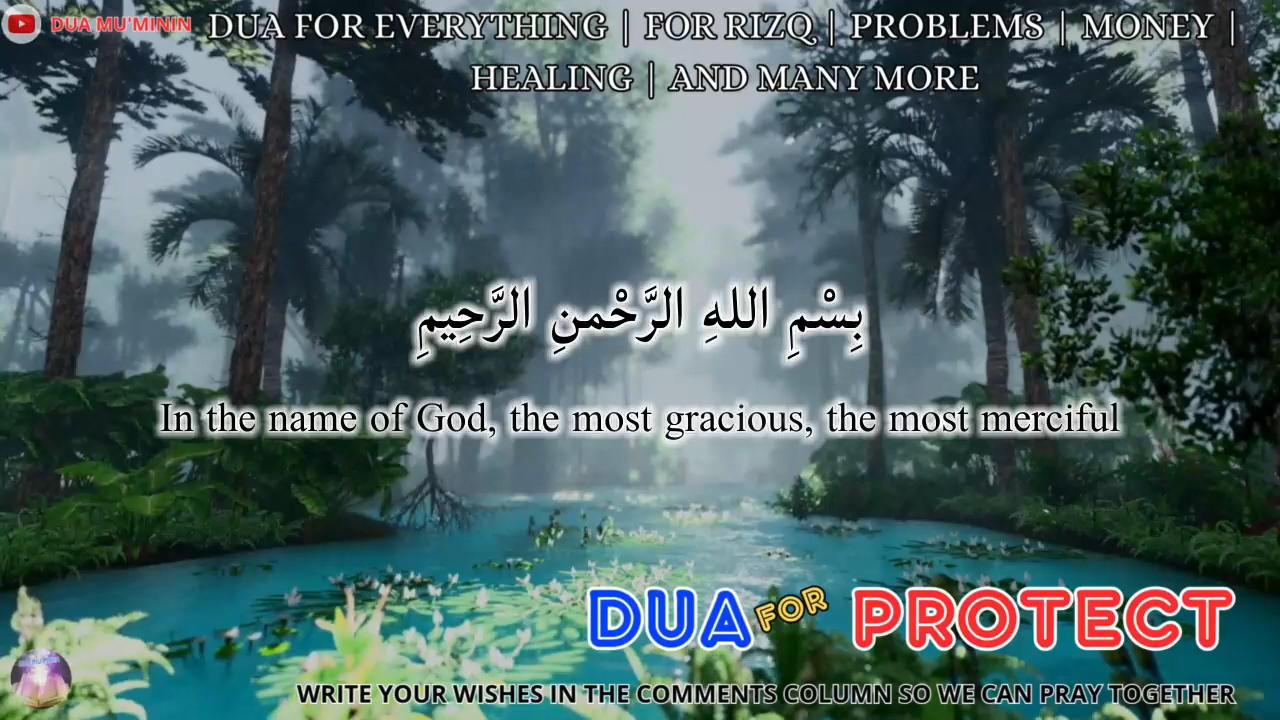 DUA MU'MININ
DUA FOR EVERYTHING | FOR RIZQ | PROBLEMS | MONEY |
HEALING | AND MANY MORE
بِسْمِ اللهِ الرَّحْمنِ الرَّحِيمِ
In the name of God, the most gracious, the most merciful
DUA FOR PROTECT
WRITE YOUR WISHES IN THE COMMENTS COLUMN SO WE CAN PRAY TOGETHER